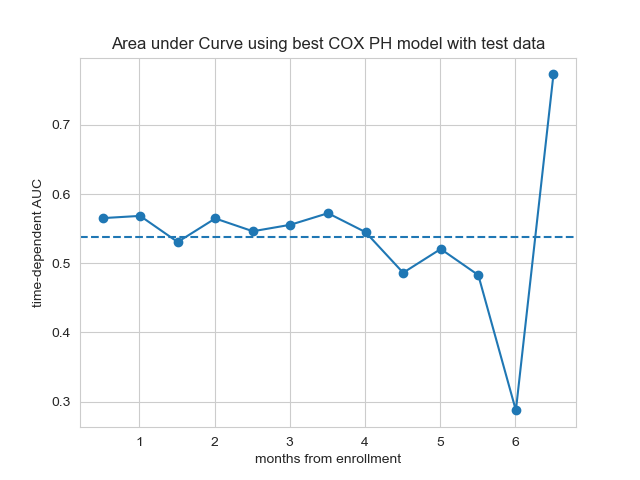 Area under Curve using best COX PH model with test data
time-dependent AUC
0.7
0.6
0.5
0.4
0.3
1 2 3 4 5 6
months from enrollment